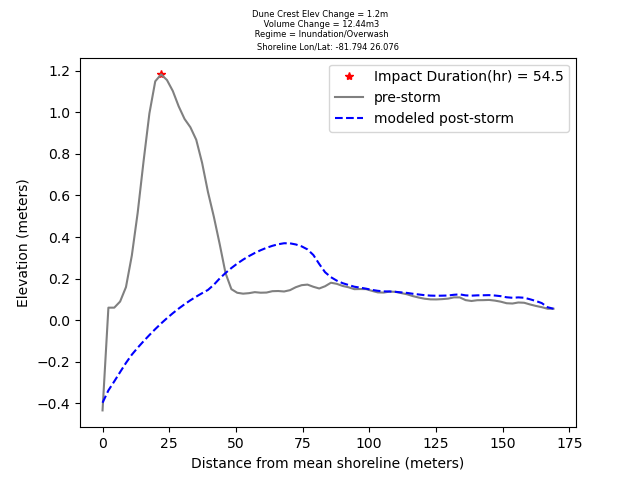 Dune Crest Elev Change = 1.2m
Volume Change = 12.44m3
Regime = Inundation/Overwash
Shoreline Lon/Lat: -81.794 26.076
Impact Duration(hr) = 54.5
pre-storm
modeled post-storm
Elevation (meters)
1.2
1.0
0.8
0.6
0.4
0.2
0.0
−0.2
−0.4
0 25 50 75 100 125 150 175
Distance from mean shoreline (meters)